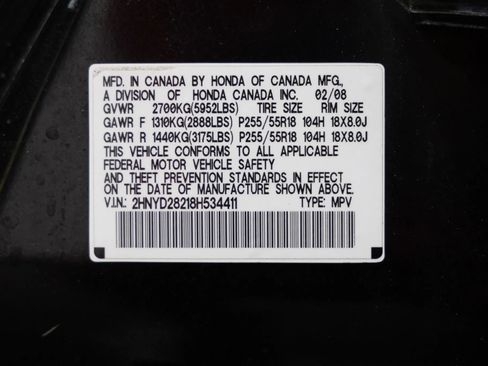 MFD. IN CANADA BY HONDA OF CANADA MFG.,
A DIVISION OF HONDA CANADA INC. 02/08
GVWR 2700KG(5952LBS) TIRE SIZE RIM SIZE
GAWR F 1310KG(2888LBS) P255/55R18 104H 18X8.0J
GAWR R 1440KG(3175LBS) P255/55R18 104H 18X8.0J
THIS VEHICLE CONFORMS TO ALL APPLICABLE
FEDERAL MOTOR VEHICLE SAFETY
AND THEFT PREVENTION STANDARDS IN EFFECT
ON THE DATE OF MANUFACTURE SHOWN ABOVE.
V.I.N.: 2HNYD28218H534411 TYPE: MPV